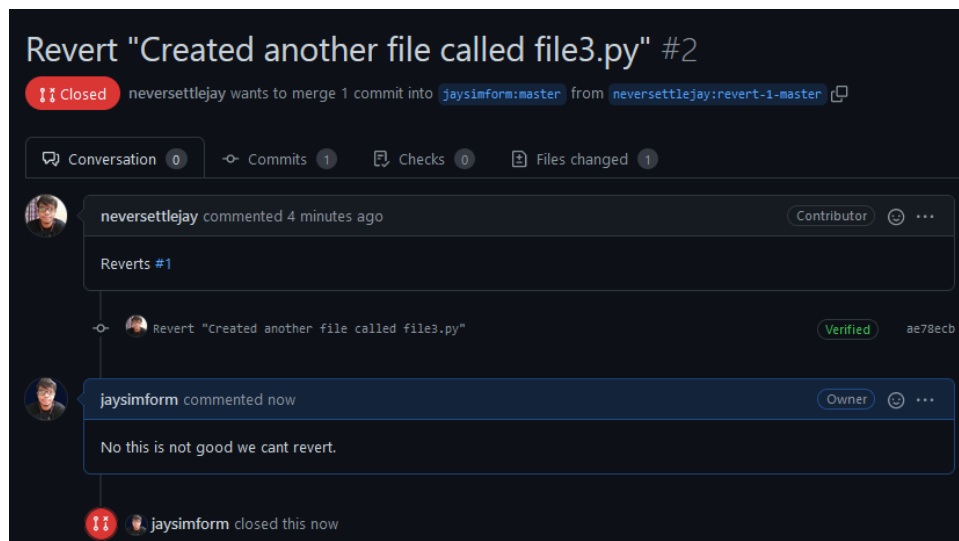 Revert "Created another file called file3.py" #2
Closed neversettlejay wants to merge 1 commit into jaysimform:master from neversettlejay:revert-1-master
Conversation 0 Commits 1 Checks 0 Files changed 1
neversettlejay commented 4 minutes ago Contributor
Reverts #1
Revert "Created another file called file3.py" Verified ae78ecb
jaysimform commented now Owner
No this is not good we cant revert.
jaysimform closed this now